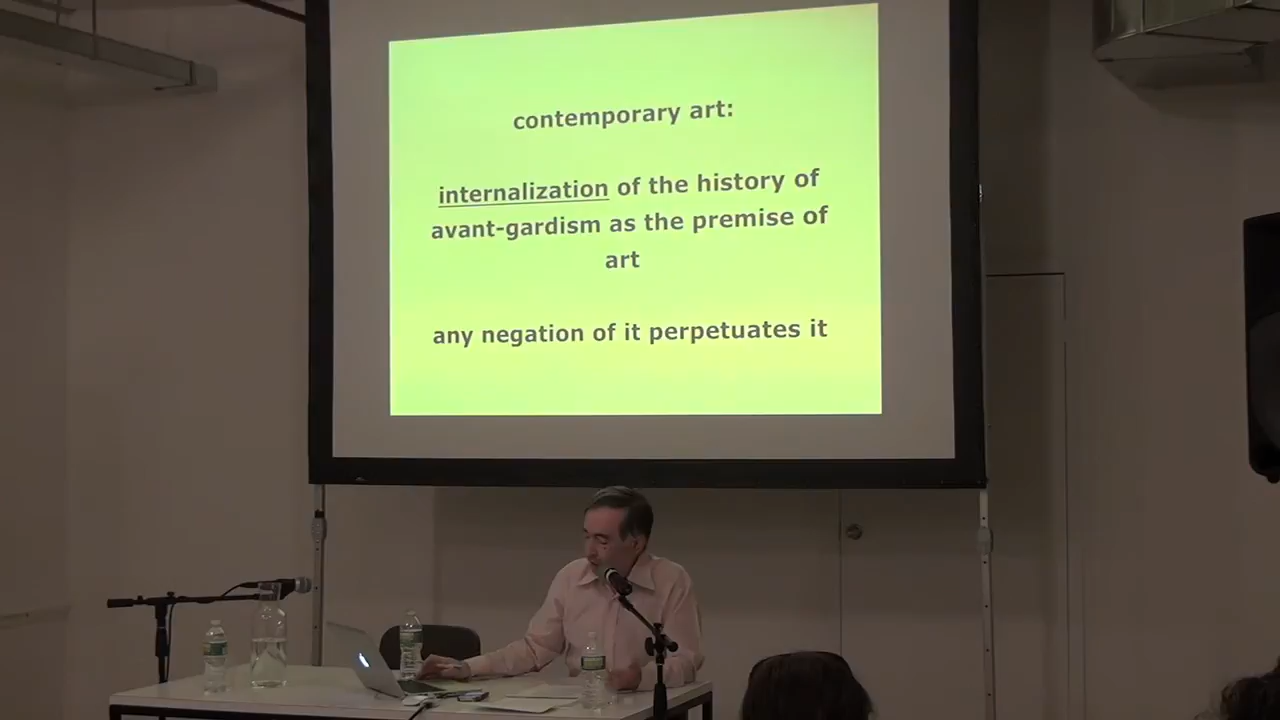 contemporary art:
internalization of the history of
avant-gardism as the premise of
art
any negation of it perpetuates it